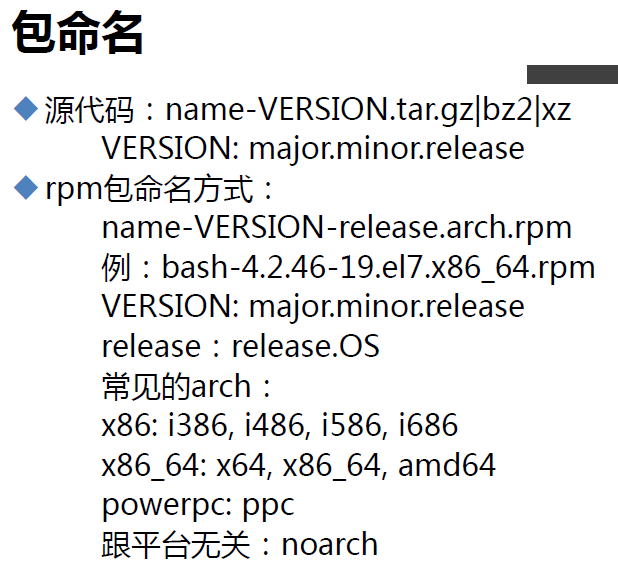 包命名
源代码：name-VERSION.tar.gz|bz2|xz
VERSION: major.minor.release
rpm包命名方式：
name-VERSION-release.arch.rpm
例：bash-4.2.46-19.el7.x86_64.rpm
VERSION: major.minor.release
release：release.OS
常见的arch：
x86: i386, i486, i586, i686
x86_64: x64, x86_64, amd64
powerpc: ppc
跟平台无关：noarch